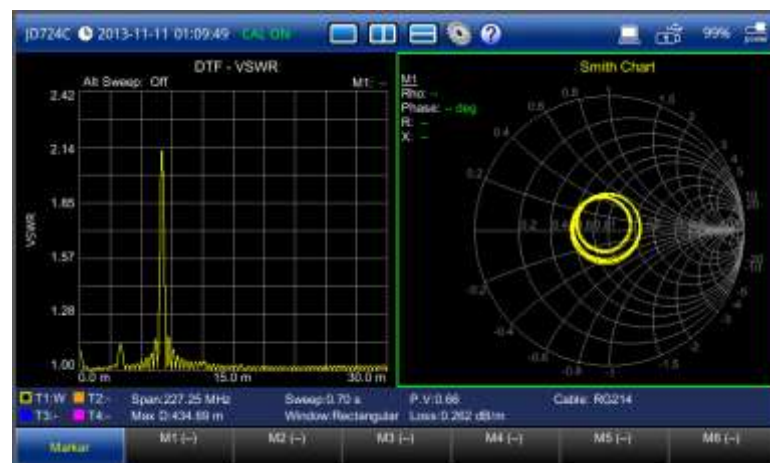 JD724C 2013-11-11 01:09:49 CAL ON 99%
DTF - VSWR
Alt Sweep: Off M1: --
2.42
2.14
1.85
1.57
1.28
1.00
VSWR
0.0 m 15.0 m 30.0 m
Smith Chart
M1
Rho: --
Phase: -- deg
R: --
X: --
T1:W T2:- Span:227.25 MHz Sweep:0.70 s P.V:0.66 Cable: RG214
T3:- T4:- Max D:434.89 m Window:Rectangular Loss:0.262 dB/m
Marker M1 (--) M2 (--) M3 (--) M4 (--) M5 (--) M6 (--)